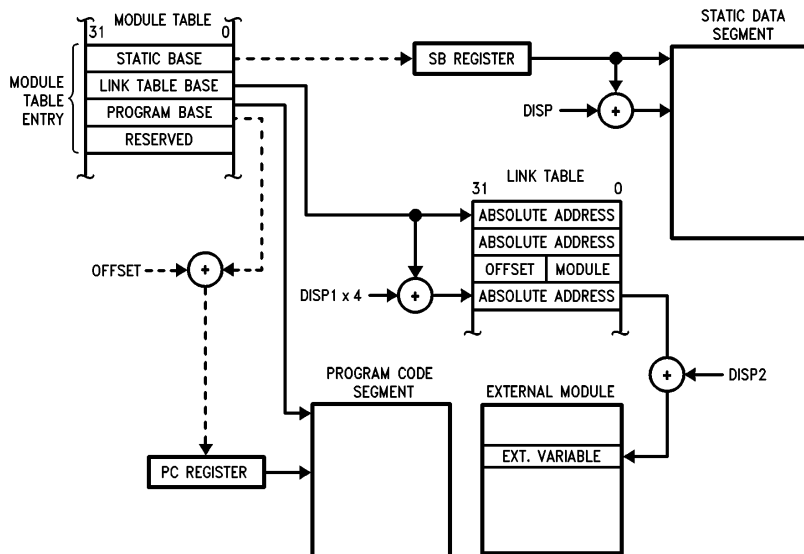 MODULE TABLE
31 0
STATIC BASE
LINK TABLE BASE
PROGRAM BASE
RESERVED
MODULE
TABLE
ENTRY
SB REGISTER
STATIC DATA
SEGMENT
DISP
+
LINK TABLE
31 0
ABSOLUTE ADDRESS
ABSOLUTE ADDRESS
OFFSET MODULE
ABSOLUTE ADDRESS
OFFSET
+
DISP1 x 4
+
+
DISP2
PROGRAM CODE
SEGMENT
EXTERNAL MODULE
EXT. VARIABLE
PC REGISTER